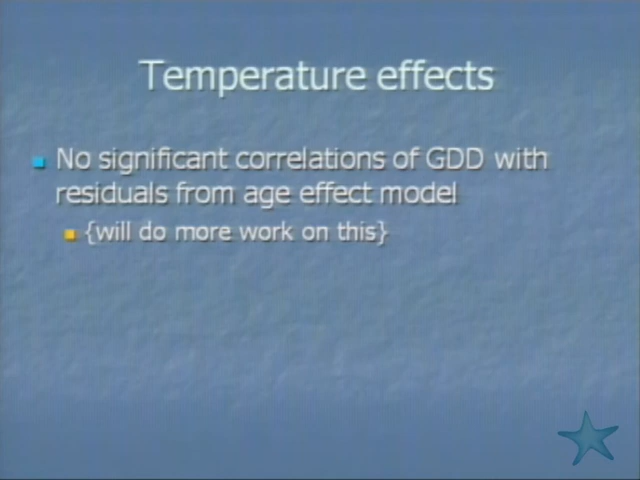 Temperature effects
No significant correlations of GDD with
residuals from age effect model
{will do more work on this}